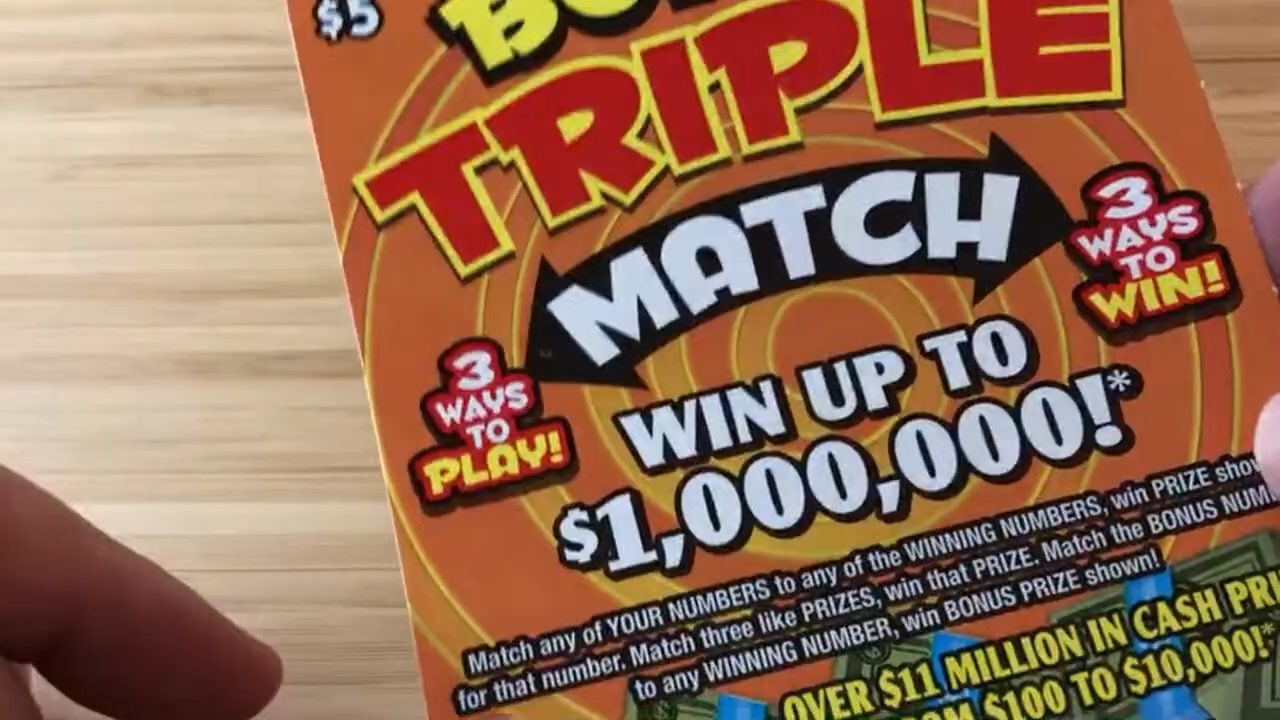 $5
TRIPLE
MATCH
3
WAYS
TO
WIN!
3
WAYS
TO
PLAY!
WIN UP TO
$1,000,000!*
Match any of YOUR NUMBERS to any of the WINNING NUMBERS, win PRIZE
for that number. Match three like PRIZES, win that PRIZE. Match the BONUS
to any WINNING NUMBER, win BONUS PRIZE shown!
OVER $11 MILLION IN CASH
$100 TO $10,000!*